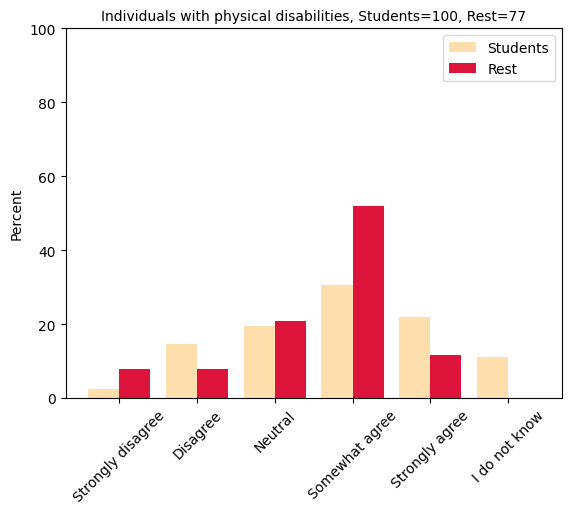 Individuals with physical disabilities, Students=100, Rest=77
Students
Rest
Percent
100
80
60
40
20
0
Strongly disagree
Disagree
Neutral
Somewhat agree
Strongly agree
I do not know